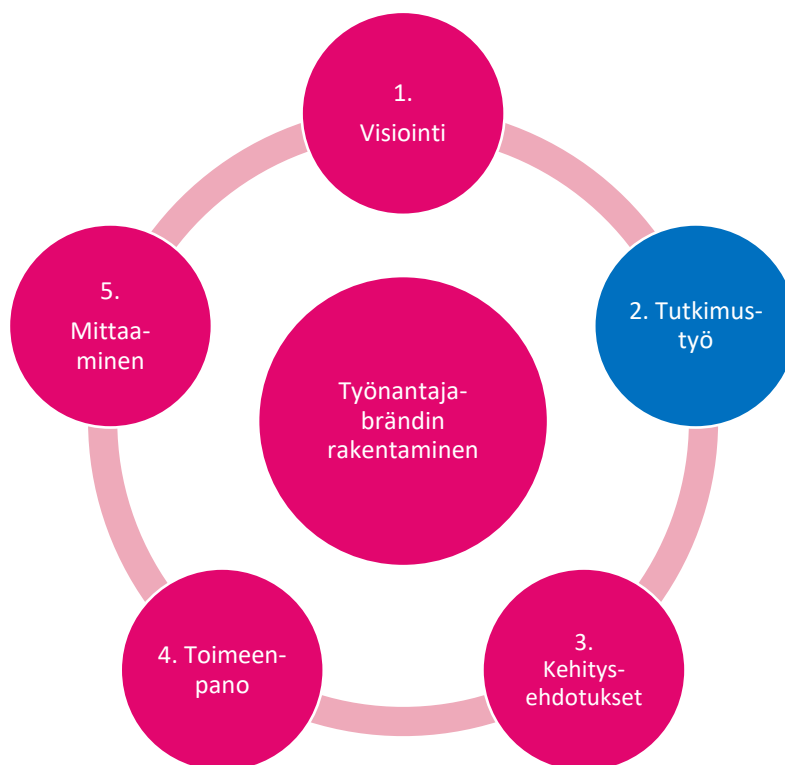 1.
Visiointi
2. Tutkimus-
työ
3.
Kehitys-
ehdotukset
4. Toimeen-
pano
5.
Mittaa-
minen
Työnantaja-
brändin
rakentaminen